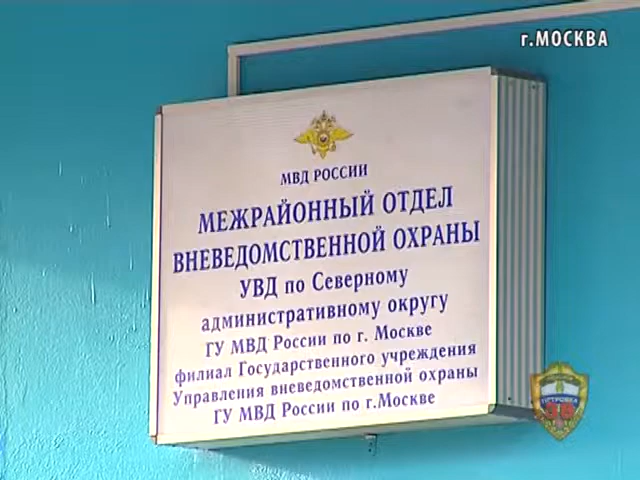 г.МОСКВА
МВД РОССИИ
МЕЖРАЙОННЫЙ ОТДЕЛ
ВНЕВЕДОМСТВЕННОЙ ОХРАНЫ
УВД по Северному
административному округу
ГУ МВД России по г. Москве
филиал Государственного учреждения
Управления вневедомственной охраны
ГУ МВД России по г.Москве
ПЕТРОВКА
38